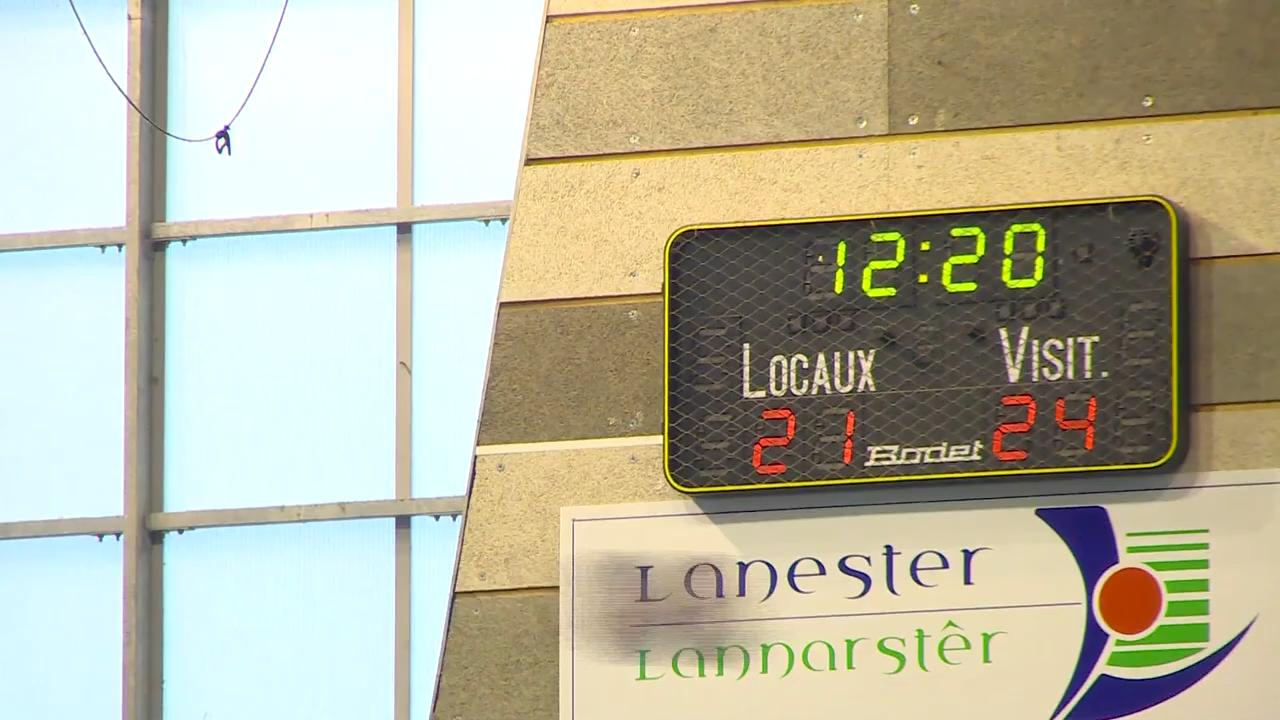 12:20
LOCAUX VISIT.
21 Bodet 24
Lanester
Lannarstêr